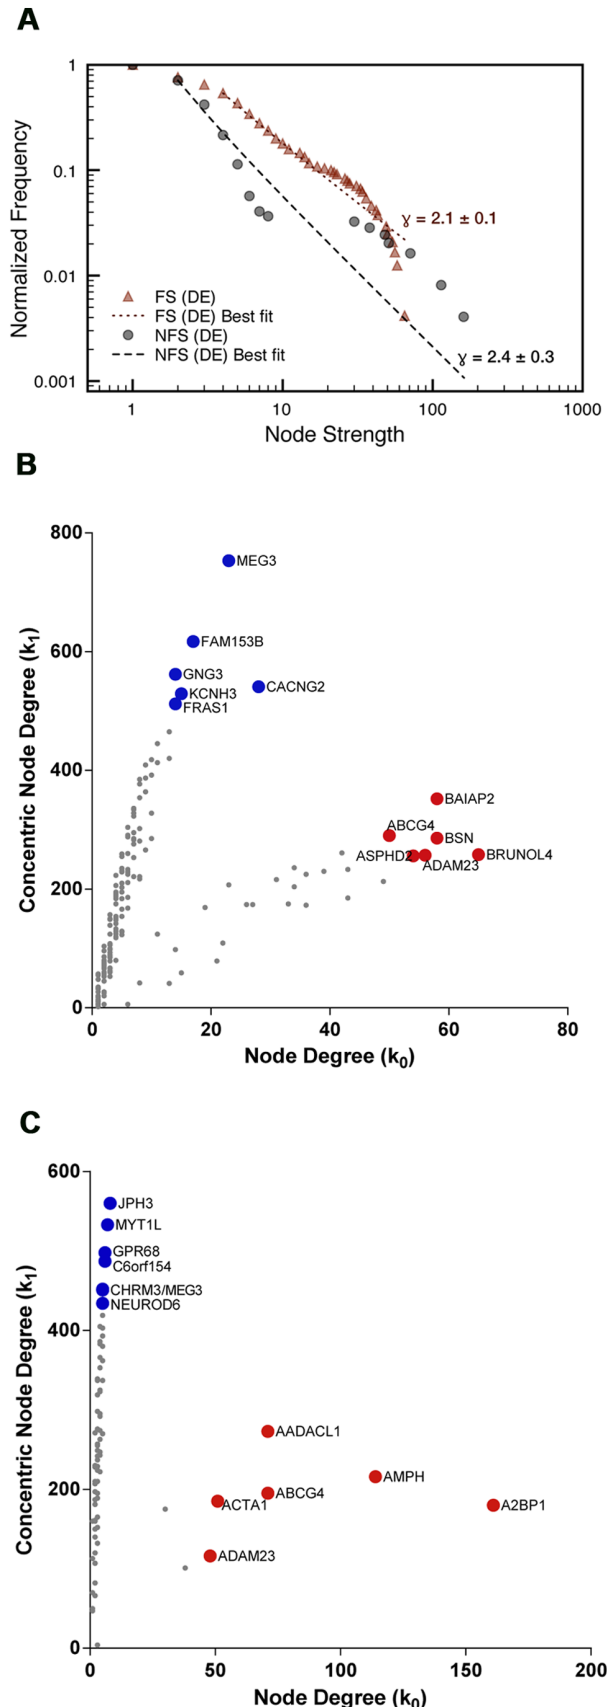 A
Normalized Frequency
1
0.1
0.01
0.001
γ = 2.1 ± 0.1
FS (DE)
FS (DE) Best fit
NFS (DE)
NFS (DE) Best fit
γ = 2.4 ± 0.3
1
10
100
1000
Node Strength
B
Concentric Node Degree (k1)
800
600
400
200
0
MEG3
FAM153B
GNG3
KCNH3
CACNG2
FRAS1
BAIAP2
ABCG4
BSN
ASPHD2
BRUNOL4
ADAM23
0
20
40
60
80
Node Degree (k0)
C
Concentric Node Degree (k1)
600
400
200
0
JPH3
MYT1L
GPR68
C6orf154
CHRM3/MEG3
NEUROD6
AADACL1
AMPH
ABCG4
ACTA1
A2BP1
ADAM23
0
50
100
150
200
Node Degree (k0)